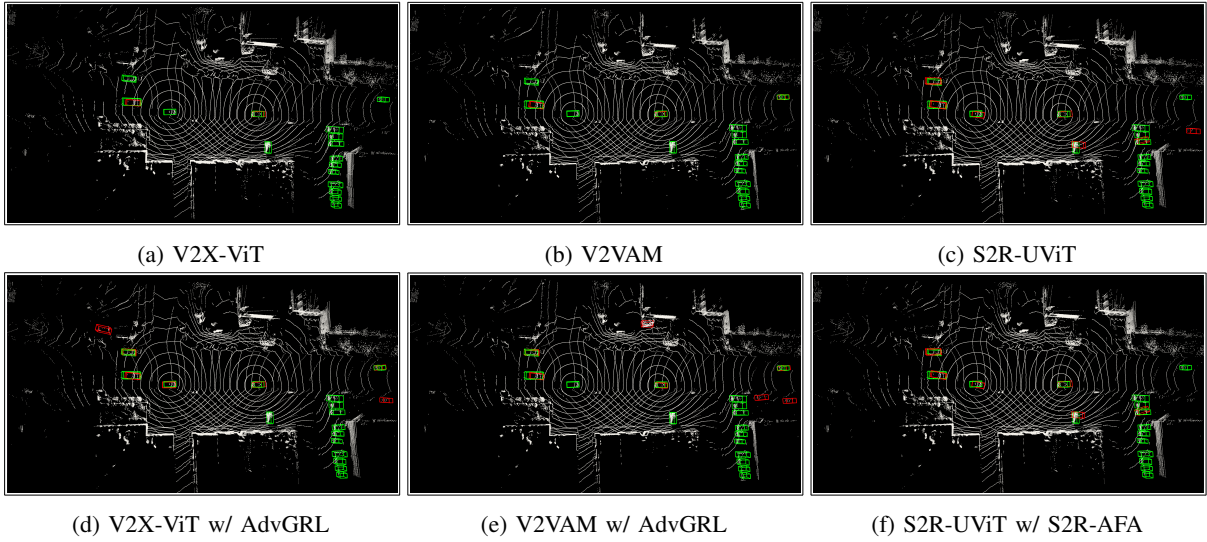 (a) V2X-ViT
(b) V2VAM
(c) S2R-UViT
(d) V2X-ViT w/ AdvGRL
(e) V2VAM w/ AdvGRL
(f) S2R-UViT w/ S2R-AFA